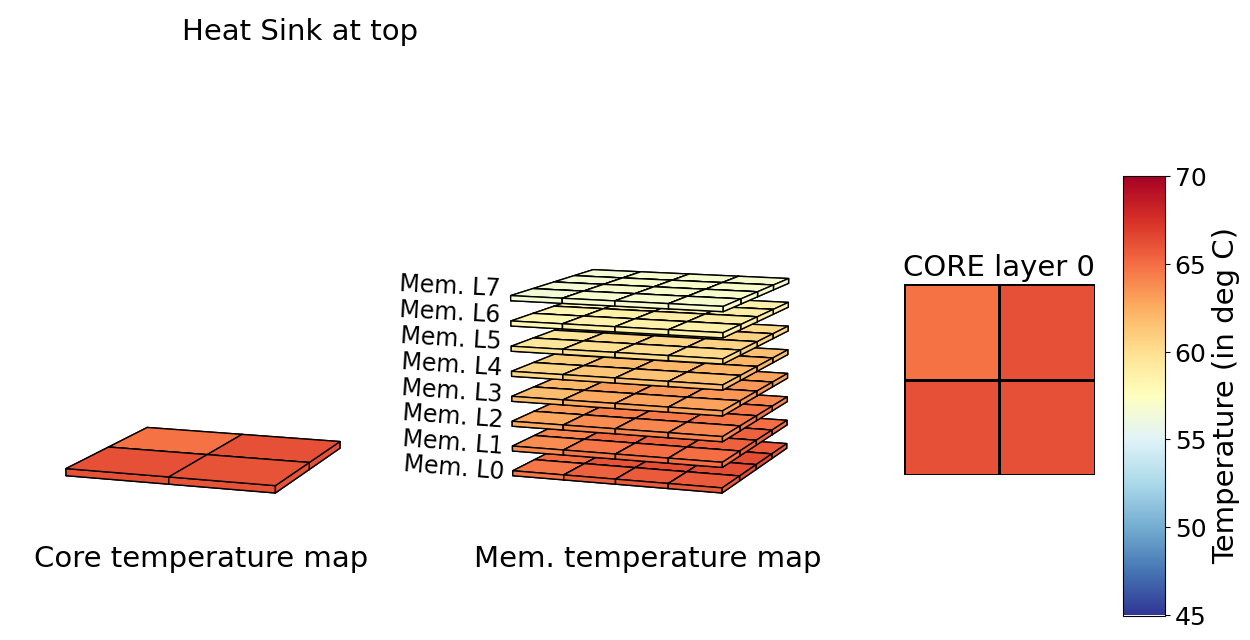 Heat Sink at top
Mem. L7
Mem. L6
Mem. L5
Mem. L4
Mem. L3
Mem. L2
Mem. L1
Mem. L0
Core temperature map
Mem. temperature map
CORE layer 0
70
65
60
55
50
45
Temperature (in deg C)